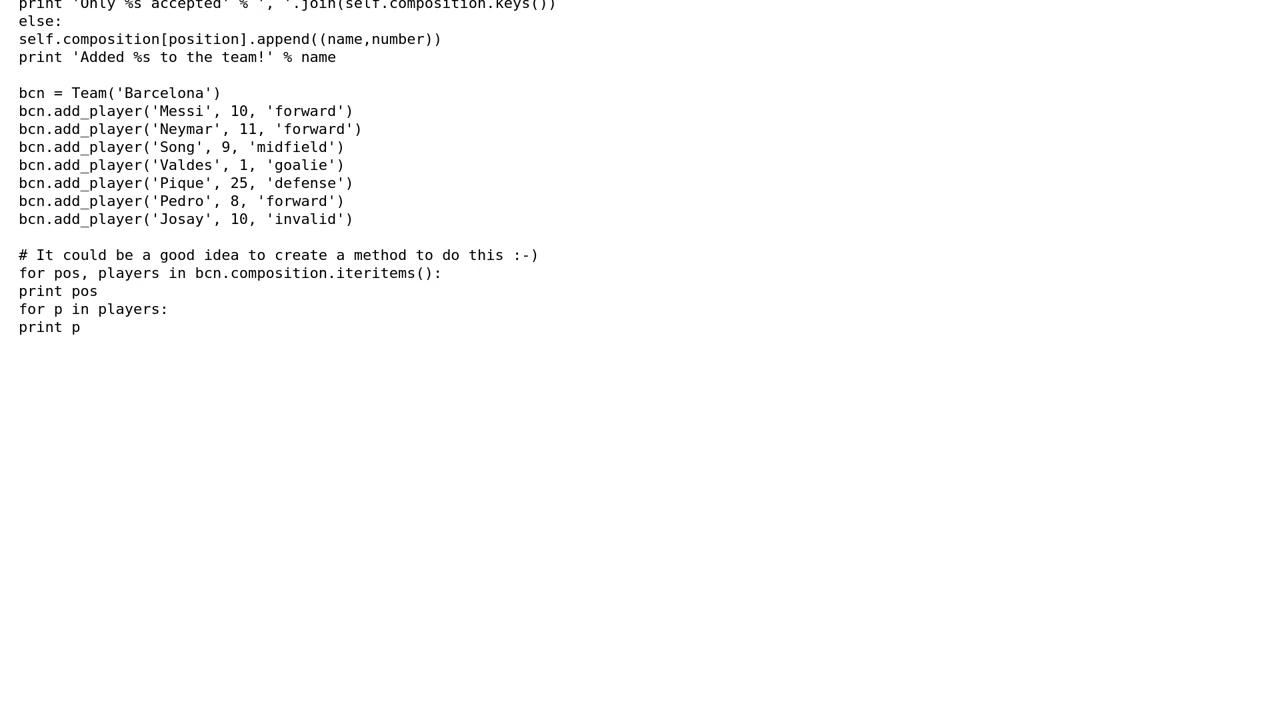 print 'Only %s accepted' % ', '.join(self.composition.keys())
else:
self.composition[position].append((name,number))
print 'Added %s to the team!' % name
bcn = Team('Barcelona')
bcn.add_player('Messi', 10, 'forward')
bcn.add_player('Neymar', 11, 'forward')
bcn.add_player('Song', 9, 'midfield')
bcn.add_player('Valdes', 1, 'goalie')
bcn.add_player('Pique', 25, 'defense')
bcn.add_player('Pedro', 8, 'forward')
bcn.add_player('Josay', 10, 'invalid')
# It could be a good idea to create a method to do this :-)
for pos, players in bcn.composition.iteritems():
print pos
for p in players:
print p